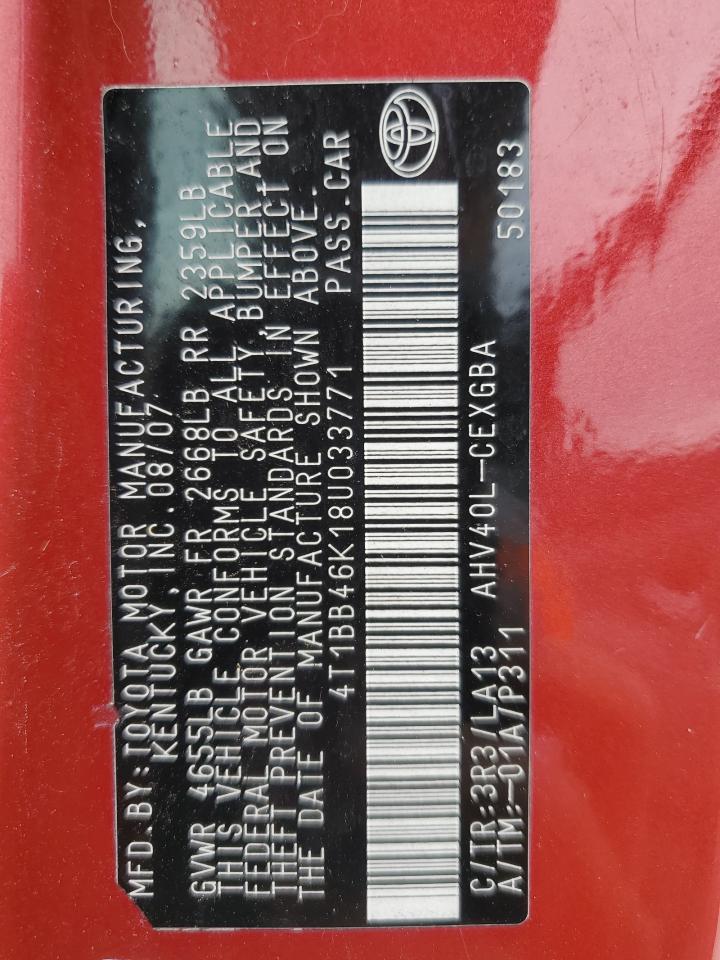 MFD.BY:TOYOTA MOTOR MANUFACTURING,
KENTUCKY, INC.08/07
GVWR 4655LB GAWR FR 2668LB RR 2359LB
THIS VEHICLE CONFORMS TO ALL APPLICABLE
FEDERAL MOTOR VEHICLE SAFETY, BUMPER AND
THEFT PREVENTION STANDARDS IN EFFECT ON
THE DATE OF MANUFACTURE SHOWN ABOVE.
4T1BB46K18U033771 PASS.CAR
C/TR:3R3/LA13 AHV40L-CEXGBA 50183
A/TM:-01A/P311